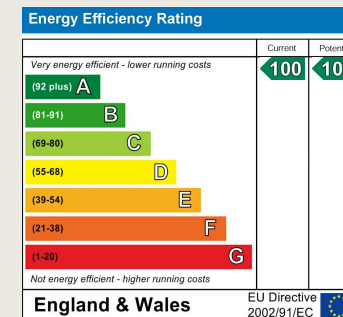 Energy Efficiency Rating
Current
Very energy efficient - lower running costs
(92 plus) A
100
(81-91) B
(69-80) C
(55-68) D
(39-54) E
(21-38) F
(1-20) G
Not energy efficient - higher running costs
England & Wales
EU Directive
2002/91/EC